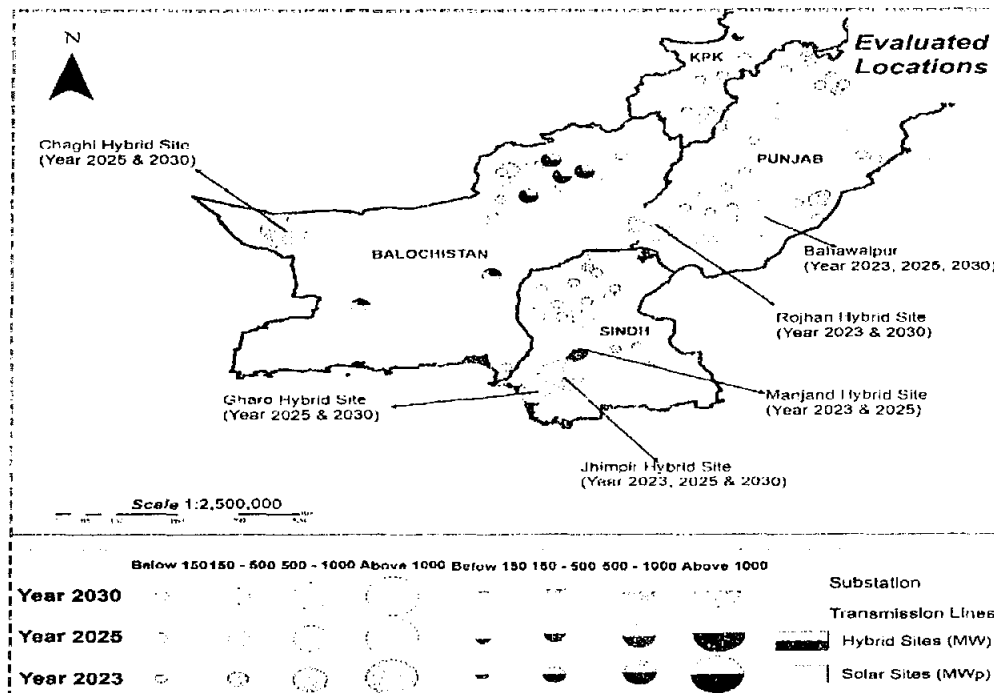 N
Evaluated
Locations
KPK
Chaghi Hybrid Site
(Year 2025 & 2030)
PUNJAB
BALOCHISTAN
Bahawalpur
(Year 2023, 2025, 2030)
Rojhan Hybrid Site
(Year 2023 & 2030)
SINDH
Gharo Hybrid Site
(Year 2025 & 2030)
Manjand Hybrid Site
(Year 2023 & 2025)
Jhimpir Hybrid Site
(Year 2023, 2025 & 2030)
Scale 1:2,500,000
Below 150 150 - 500 500 - 1000 Above 1000 Below 150 150 - 500 500 - 1000 Above 1000
Substation
Year 2030
Transmission Lines
Year 2025
Hybrid Sites (MW)
Year 2023
Solar Sites (MWp)